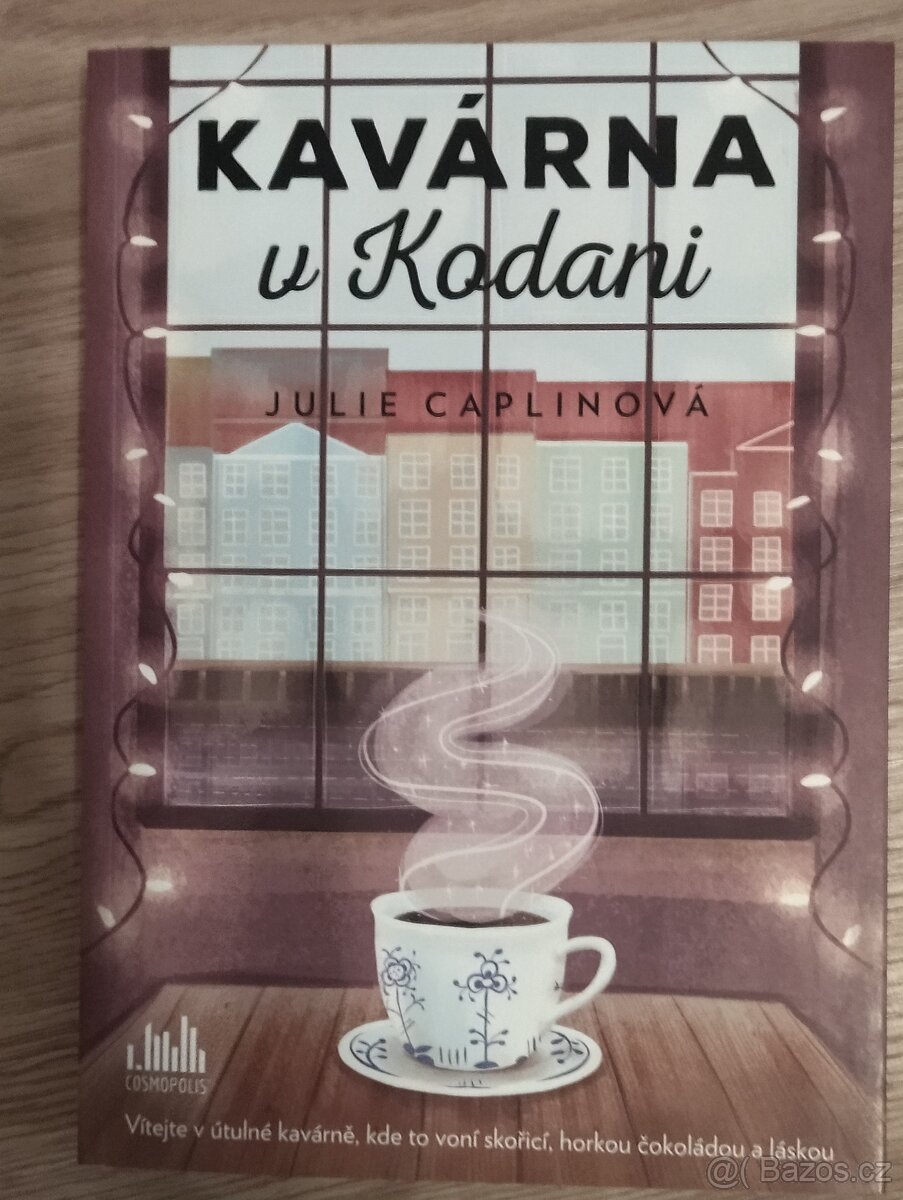 KAVÁRNA
v Kodani
JULIE CAPLINOVÁ
COSMOPOLIS
Vítejte v útulné kavárně, kde to voní skořicí, horkou čokoládou a láskou
@( Bazos.cz